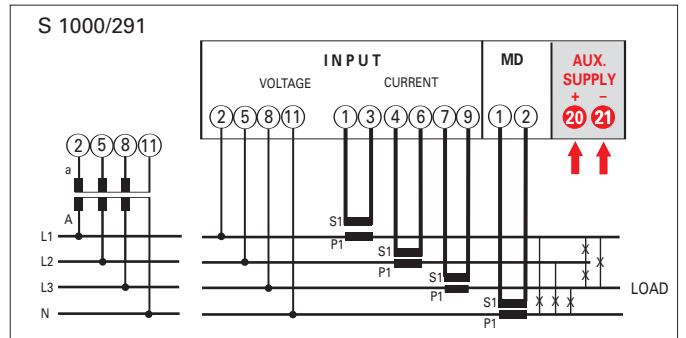 S 1000/291
INPUT
MD
AUX.
SUPPLY
VOLTAGE
CURRENT
+ –
2 5 8 11 1 3 4 6 7 9 1 2 20 21
2 5 8 11
a
A
S1
P1
L1
S1
P1
L2
S1
P1
L3
LOAD
S1
P1
N
X
X X
X
X X X